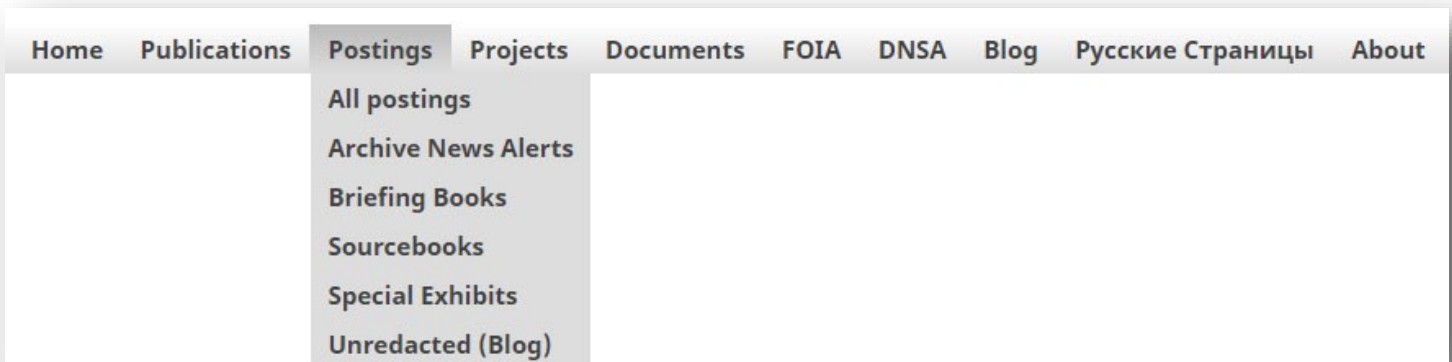 Home Publications Postings Projects Documents FOIA DNSA Blog Русские Страницы About
All postings
Archive News Alerts
Briefing Books
Sourcebooks
Special Exhibits
Unredacted (Blog)